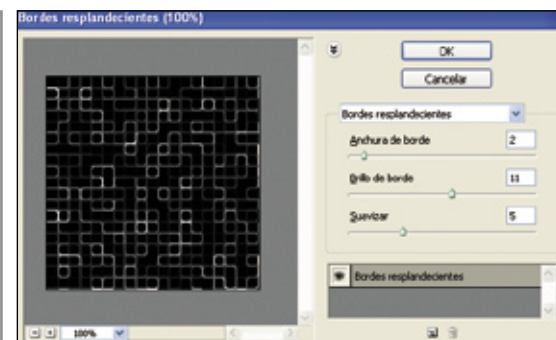 Bordes resplandecientes (100%)
OK
Cancelar
Bordes resplandecientes
Anchura de borde
2
Brillo de borde
11
Suavizar
5
Bordes resplandecientes
100%